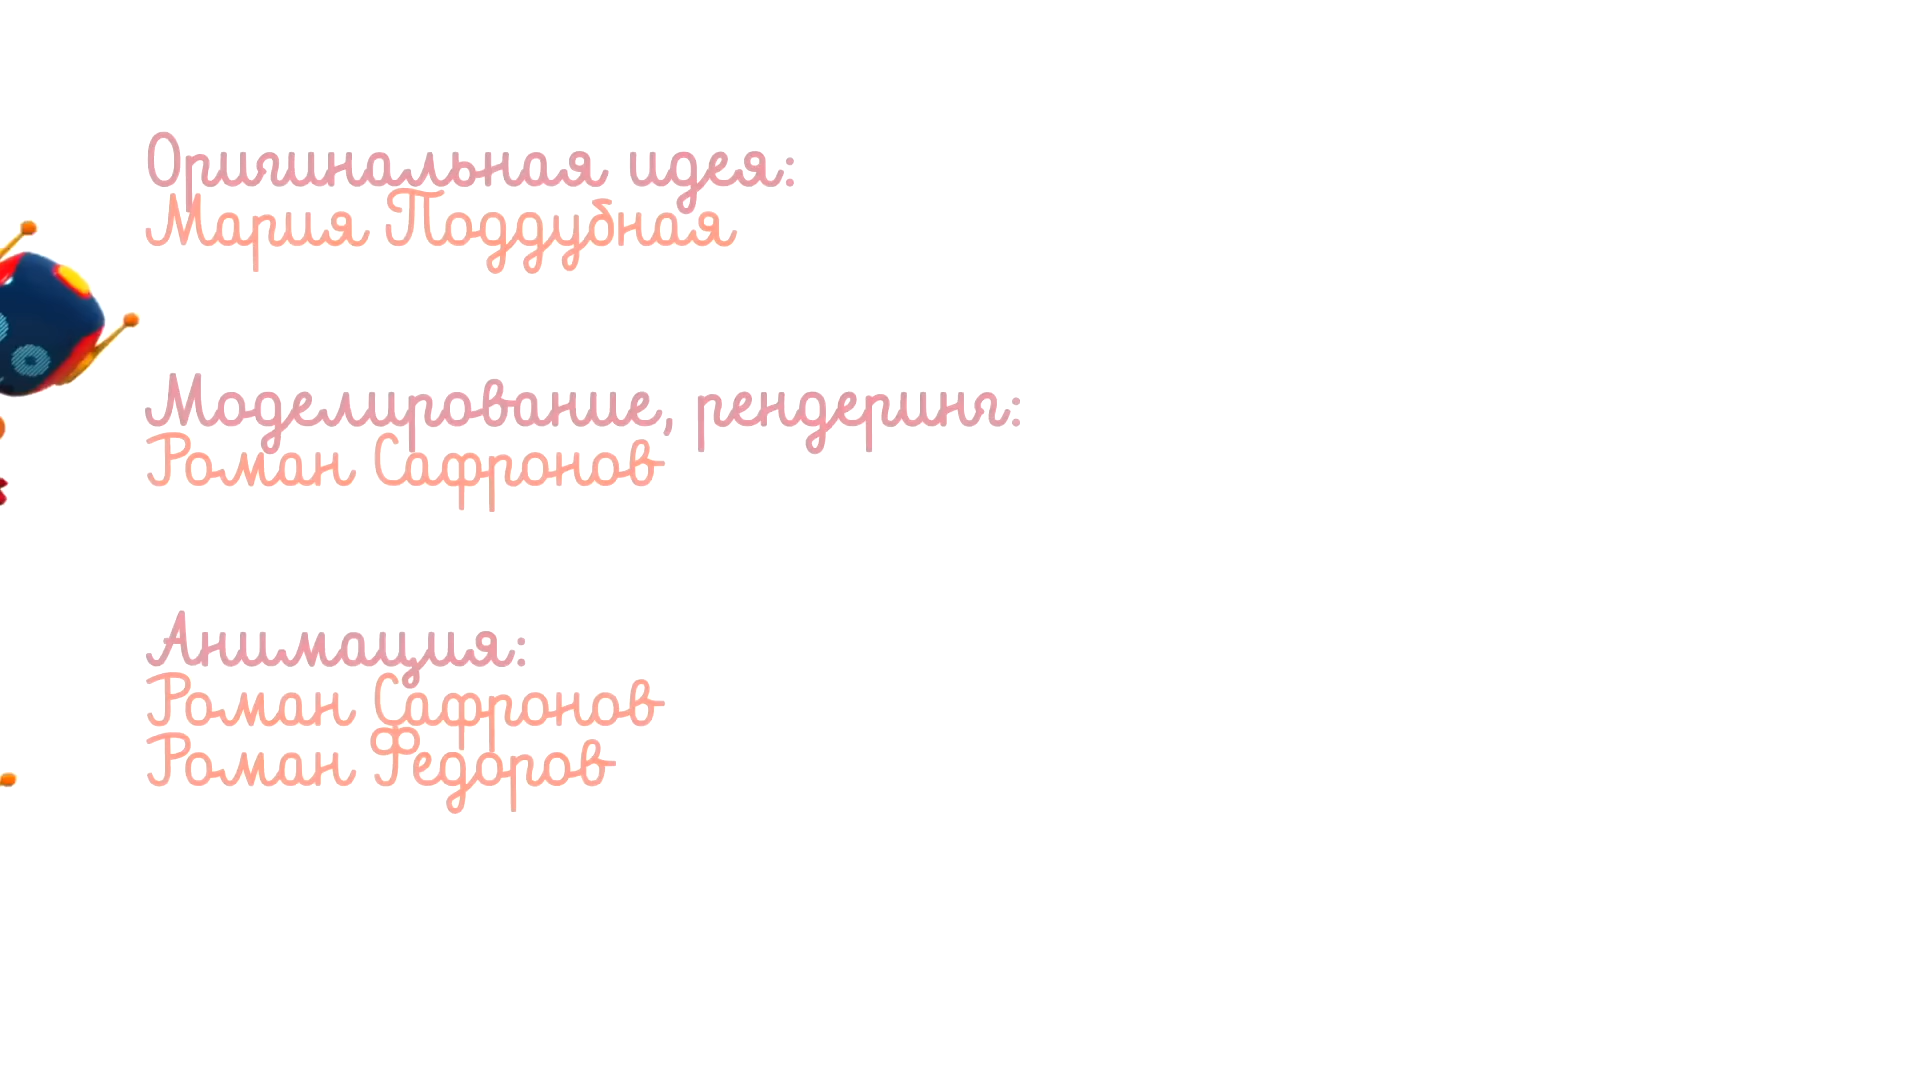 Оригинальная идея:
Мария Поддубная
Моделирование, рендеринг:
Роман Сафронов
Анимация:
Роман Сафронов
Роман Федоров